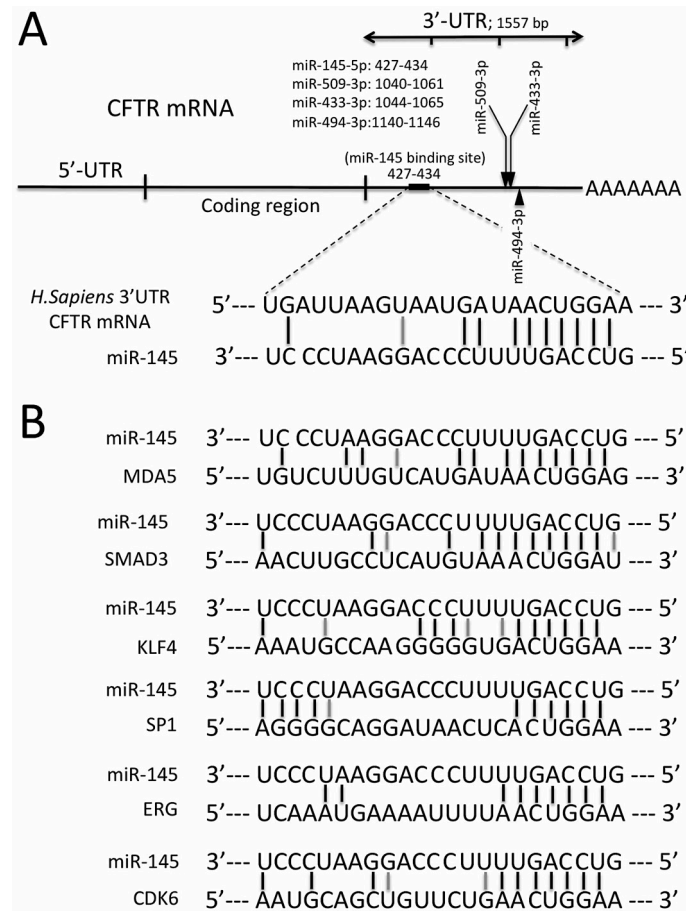 A
3’-UTR; 1557 bp
miR-145-5p: 427-434
miR-509-3p: 1040-1061
miR-433-3p: 1044-1065
miR-494-3p:1140-1146
miR-509-3p
miR-433-3p
CFTR mRNA
(miR-145 binding site)
427-434
5’-UTR
AAAAAAA
Coding region
miR-494-3p
H.Sapiens 3’UTR
CFTR mRNA
5’--- UGAUUAAGUAAUGAUAACUGGAA --- 3’
miR-145 3’--- UC CCUAAGGACCCUUUUGACCUG --- 5’
B
miR-145 3’--- UC CCUAAGGACCCUUUUGACCUG --- 5’
MDA5 5’--- UGUCUUUGUCAUGAUAACUGGAG --- 3’
miR-145 3’--- UCCCUAAGGACCCUUUUGACCUG --- 5’
SMAD3 5’--- AACUUGCCUCAUGUAAACUGGAU --- 3’
miR-145 3’--- UCCCUAAGGACCCUUUUGACCUG --- 5’
KLF4 5’--- AAAUGCCAAGGGGGUGACUGGAA --- 3’
miR-145 3’--- UCCCUAAGGACCCUUUUGACCUG --- 5’
SP1 5’--- AGGGGCAGGAUAACUCACUGGAA --- 3’
miR-145 3’--- UCCCUAAGGACCCUUUUGACCUG --- 5’
ERG 5’--- UCAAAUGAAAAUUUUAACUGGAA --- 3’
miR-145 3’--- UCCCUAAGGACCCUUUUGACCUG --- 5’
CDK6 5’--- AAUGCAGCUGUUCUGAACUGGAA --- 3’